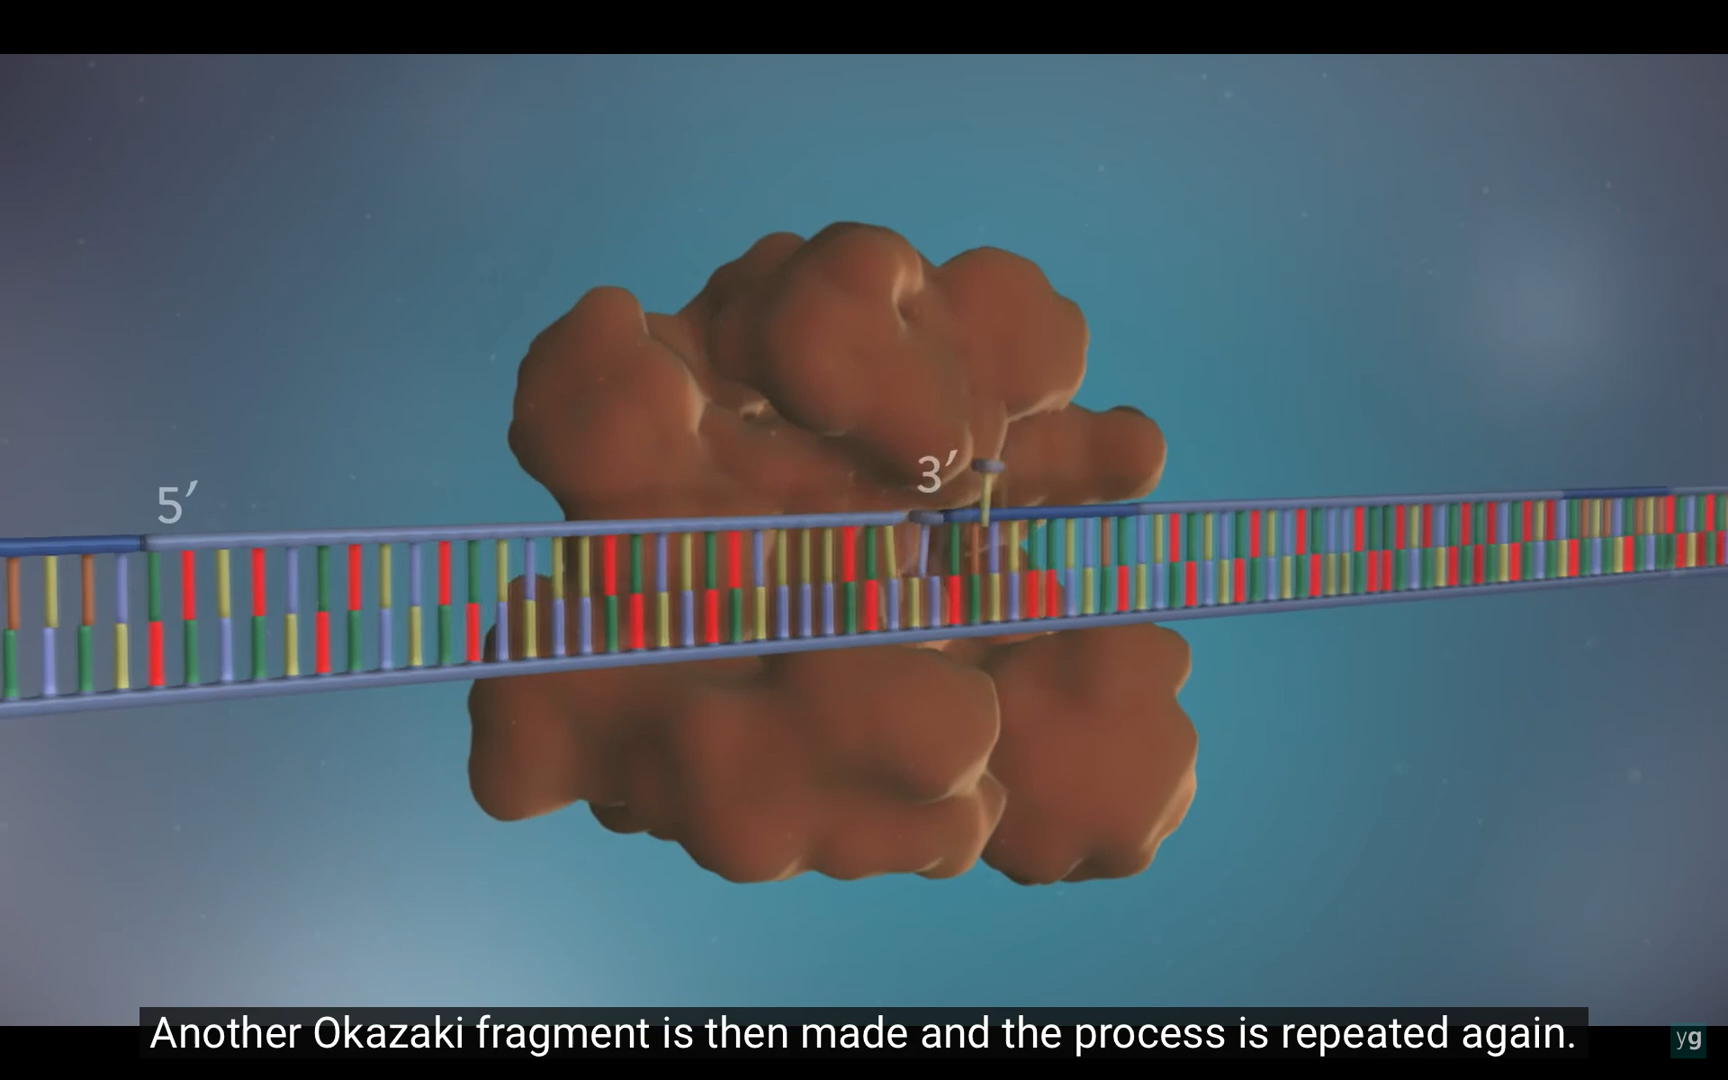 5′
3′
Another Okazaki fragment is then made and the process is repeated again.
yg